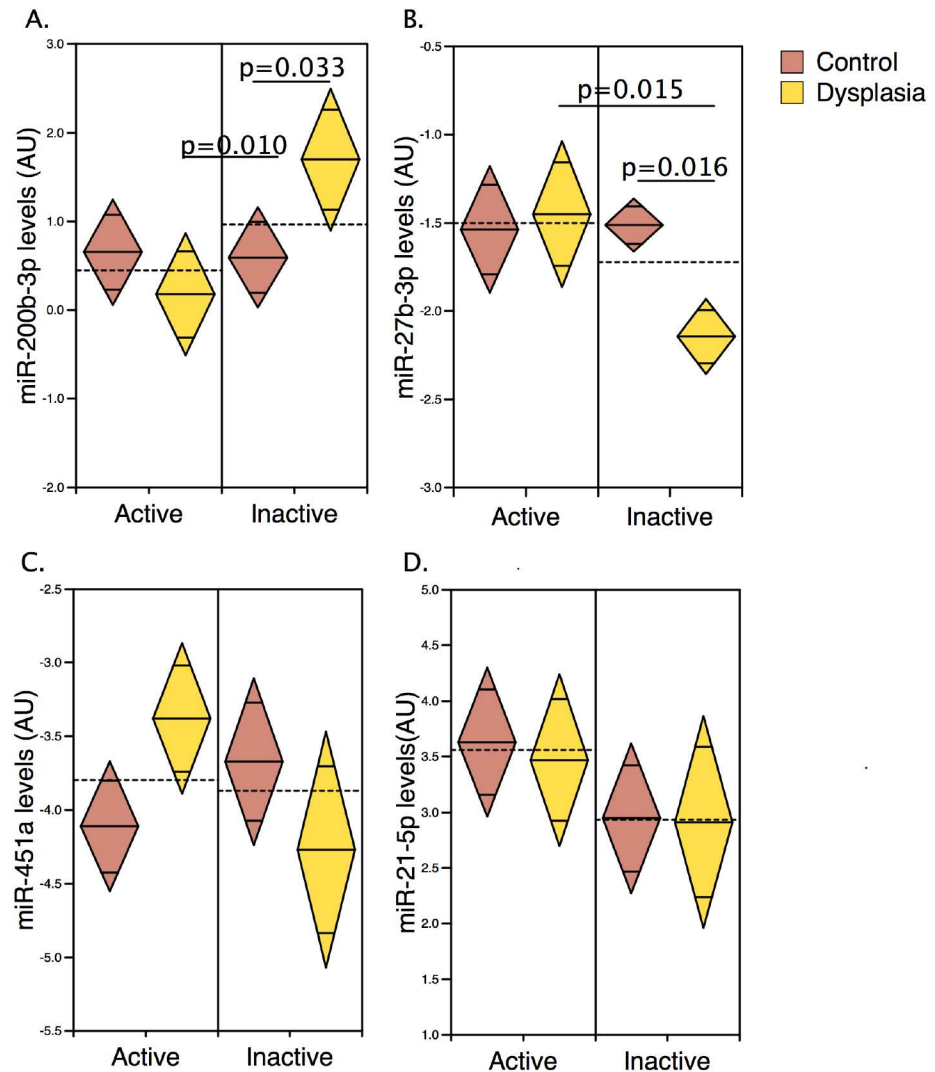 A.
3.0
2.0
1.0
0.0
-1.0
-2.0
miR-200b-3p levels (AU)
p=0.033
p=0.010
Active
Inactive
B.
-0.5
-1.0
-1.5
-2.0
-2.5
-3.0
miR-27b-3p levels (AU)
p=0.015
p=0.016
Active
Inactive
Control
Dysplasia
C.
-2.5
-3.0
-3.5
-4.0
-4.5
-5.0
-5.5
miR-451a levels (AU)
Active
Inactive
D.
5.0
4.5
4.0
3.5
3.0
2.5
2.0
1.5
1.0
miR-21-5p levels(AU)
Active
Inactive